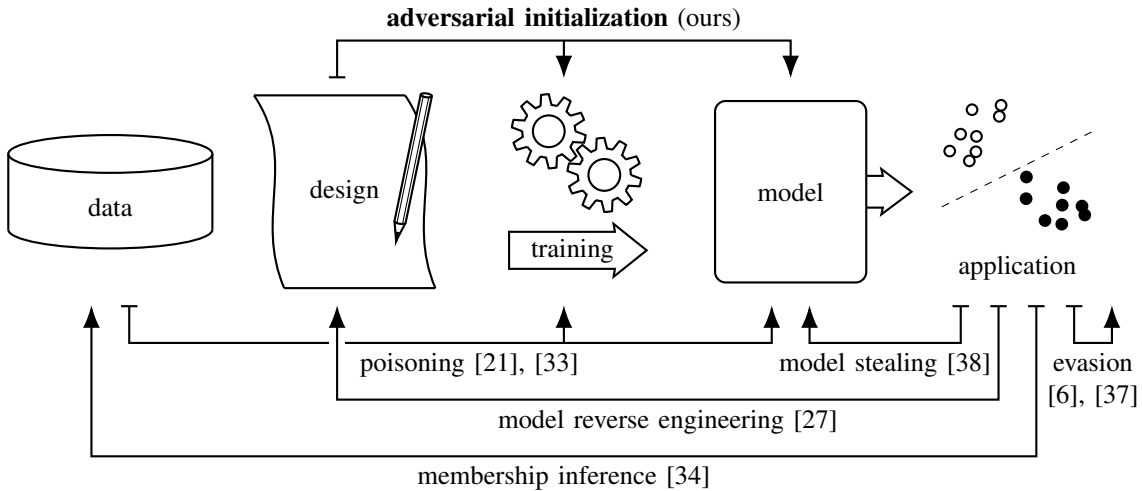 adversarial initialization (ours)
data
design
training
model
application
poisoning [21], [33]
model stealing [38]
evasion
[6], [37]
model reverse engineering [27]
membership inference [34]